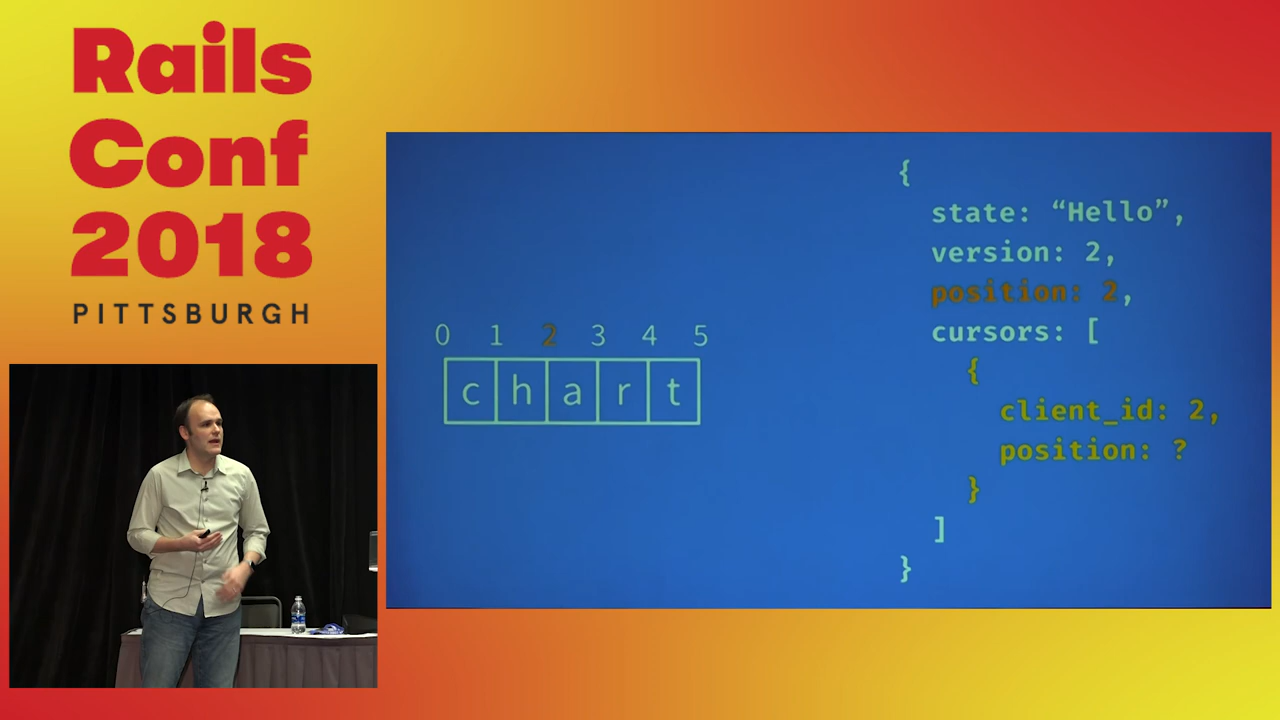 Rails
Conf
2018
PITTSBURGH
0 1 2 3 4 5
c h a r t
{
state: “Hello”,
version: 2,
position: 2,
cursors: [
{
client_id: 2,
position: ?
}
]
}